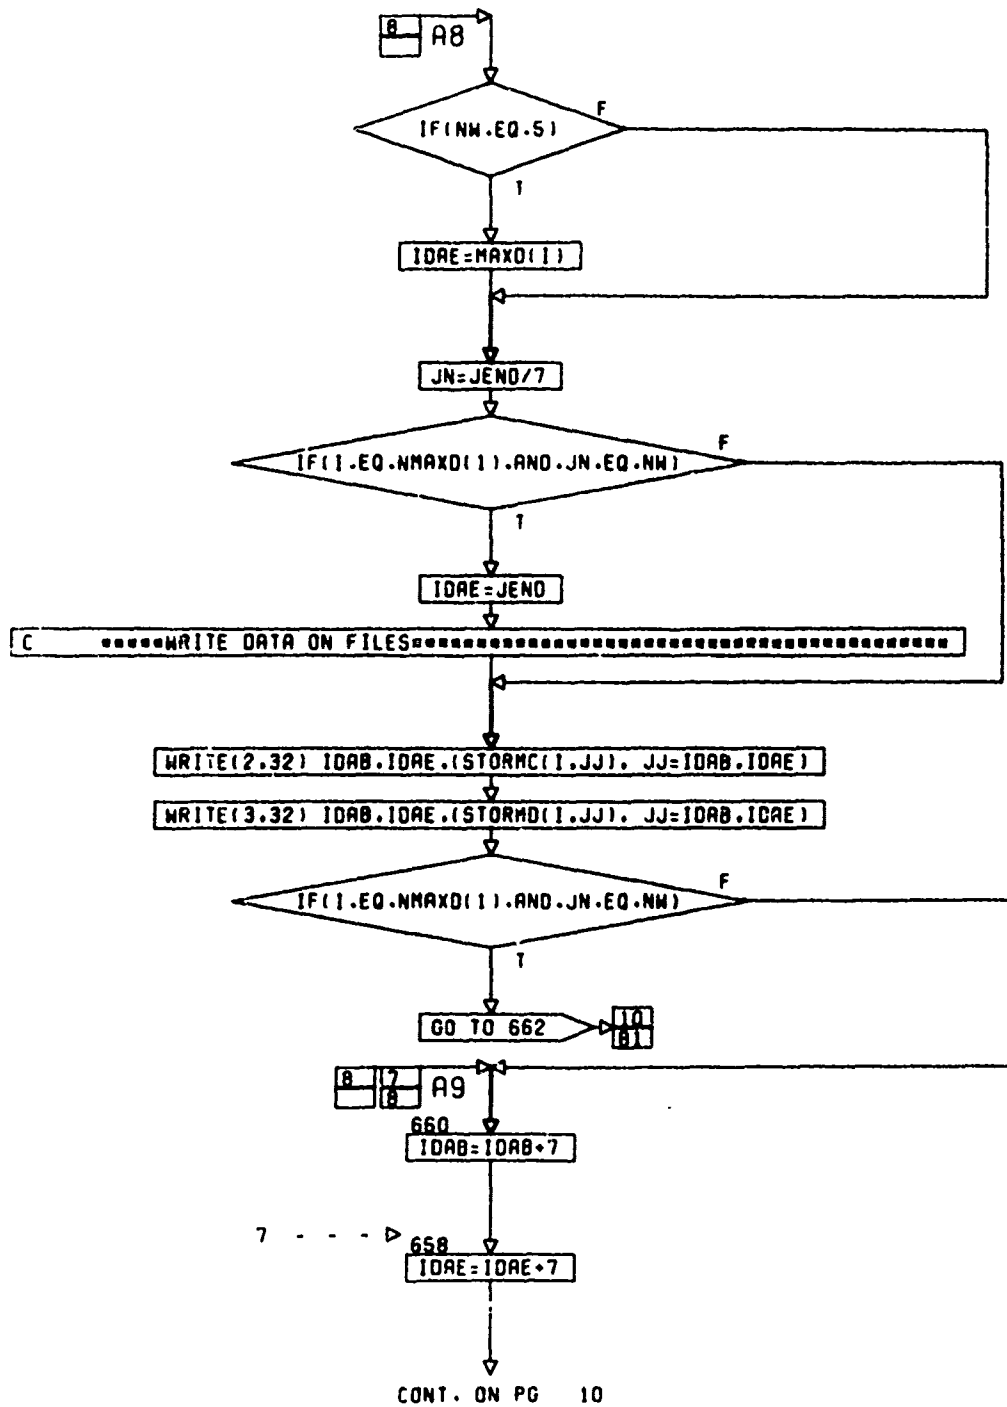 8 A8
F
IF(NW.EQ.5)
T
IDAE=MAXD(I)
JN=JEND/7
F
IF(I.EQ.NMAXD(1).AND.JN.EQ.NW)
T
IDAE=JEND
C *****WRITE DATA ON FILES*******************************************
WRITE(2,32) IDAB,IDAE,(STORMC(I,JJ), JJ=IDAB,IDAE)
WRITE(3,32) IDAB,IDAE,(STORMD(I,JJ), JJ=IDAB,IDAE)
F
IF(I.EQ.NMAXD(1).AND.JN.EQ.NW)
T
GO TO 662 10
B1
8 7 A9
8
660
IDAB=IDAB+7
7 - - -
658
IDAE=IDAE+7
CONT. ON PG 10